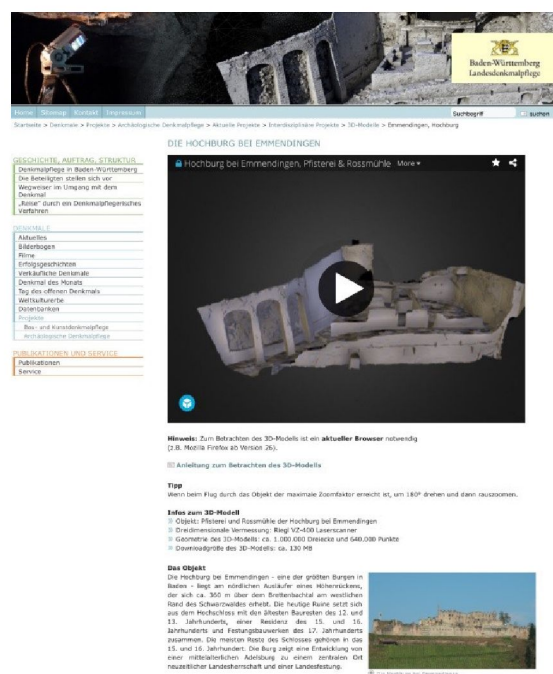 Baden-Württemberg
Landesdenkmalpflege
Home Sitemap Kontakt Impressum
Suchbegriff suchen
Startseite > Denkmale > Projekte > Archäologische Denkmalpflege > Aktuelle Projekte > Interdisziplinäre Projekte > 3D-Modelle > Emmendingen, Hochburg
DIE HOCHBURG BEI EMMENDINGEN
GESCHICHTE, AUFTRAG, STRUKTUR
Denkmalpflege in Baden-Württemberg
Die Beteiligten stellen sich vor
Wegweiser im Umgang mit dem
Denkmal
„Reise" durch ein Denkmalpflegerisches
Verfahren
DENKMALE
Aktuelles
Bilderbogen
Filme
Erfolgsgeschichten
Verkäufliche Denkmale
Denkmal des Monats
Tag des offenen Denkmals
Weltkulturerbe
Datenbanken
Projekte
Bau- und Kunstdenkmalpflege
Archäologische Denkmalpflege
PUBLIKATIONEN UND SERVICE
Publikationen
Service
Hochburg bei Emmendingen, Pfisterei & Rossmühle More
Hinweis: Zum Betrachten des 3D-Modells ist ein aktueller Browser notwendig
(z.B. Mozilla Firefox ab Version 26).
Anleitung zum Betrachten des 3D-Modells
Tipp
Wenn beim Flug durch das Objekt der maximale Zoomfaktor erreicht ist, um 180° drehen und dann rauszoomen.
Infos zum 3D-Modell
Objekt: Pfisterei und Rossmühle der Hochburg bei Emmendingen
Dreidimensionale Vermessung: Riegl VZ-400 Laserscanner
Geometrie des 3D-Modells: ca. 1.000.000 Dreiecke und 640.000 Punkte
Downloadgröße des 3D-Modells: ca. 130 MB
Das Objekt
Die Hochburg bei Emmendingen - eine der größten Burgen in
Baden - liegt am nördlichen Ausläufer eines Höhenrückens,
der sich ca. 360 m über dem Brettenbachtal am westlichen
Rand des Schwarzwaldes erhebt. Die heutige Ruine setzt sich
aus dem Hochschloss mit den ältesten Bauresten des 12. und
13. Jahrhunderts, einer Residenz des 15. und 16.
Jahrhunderts und Festungsbauwerken des 17. Jahrhunderts
zusammen. Die meisten Reste des Schlosses gehören in das
15. und 16. Jahrhundert. Die Burg zeigt eine Entwicklung von
einer mittelalterlichen Adelsburg zu einem zentralen Ort
neuzeitlicher Landesherrschaft und einer Landesfestung.